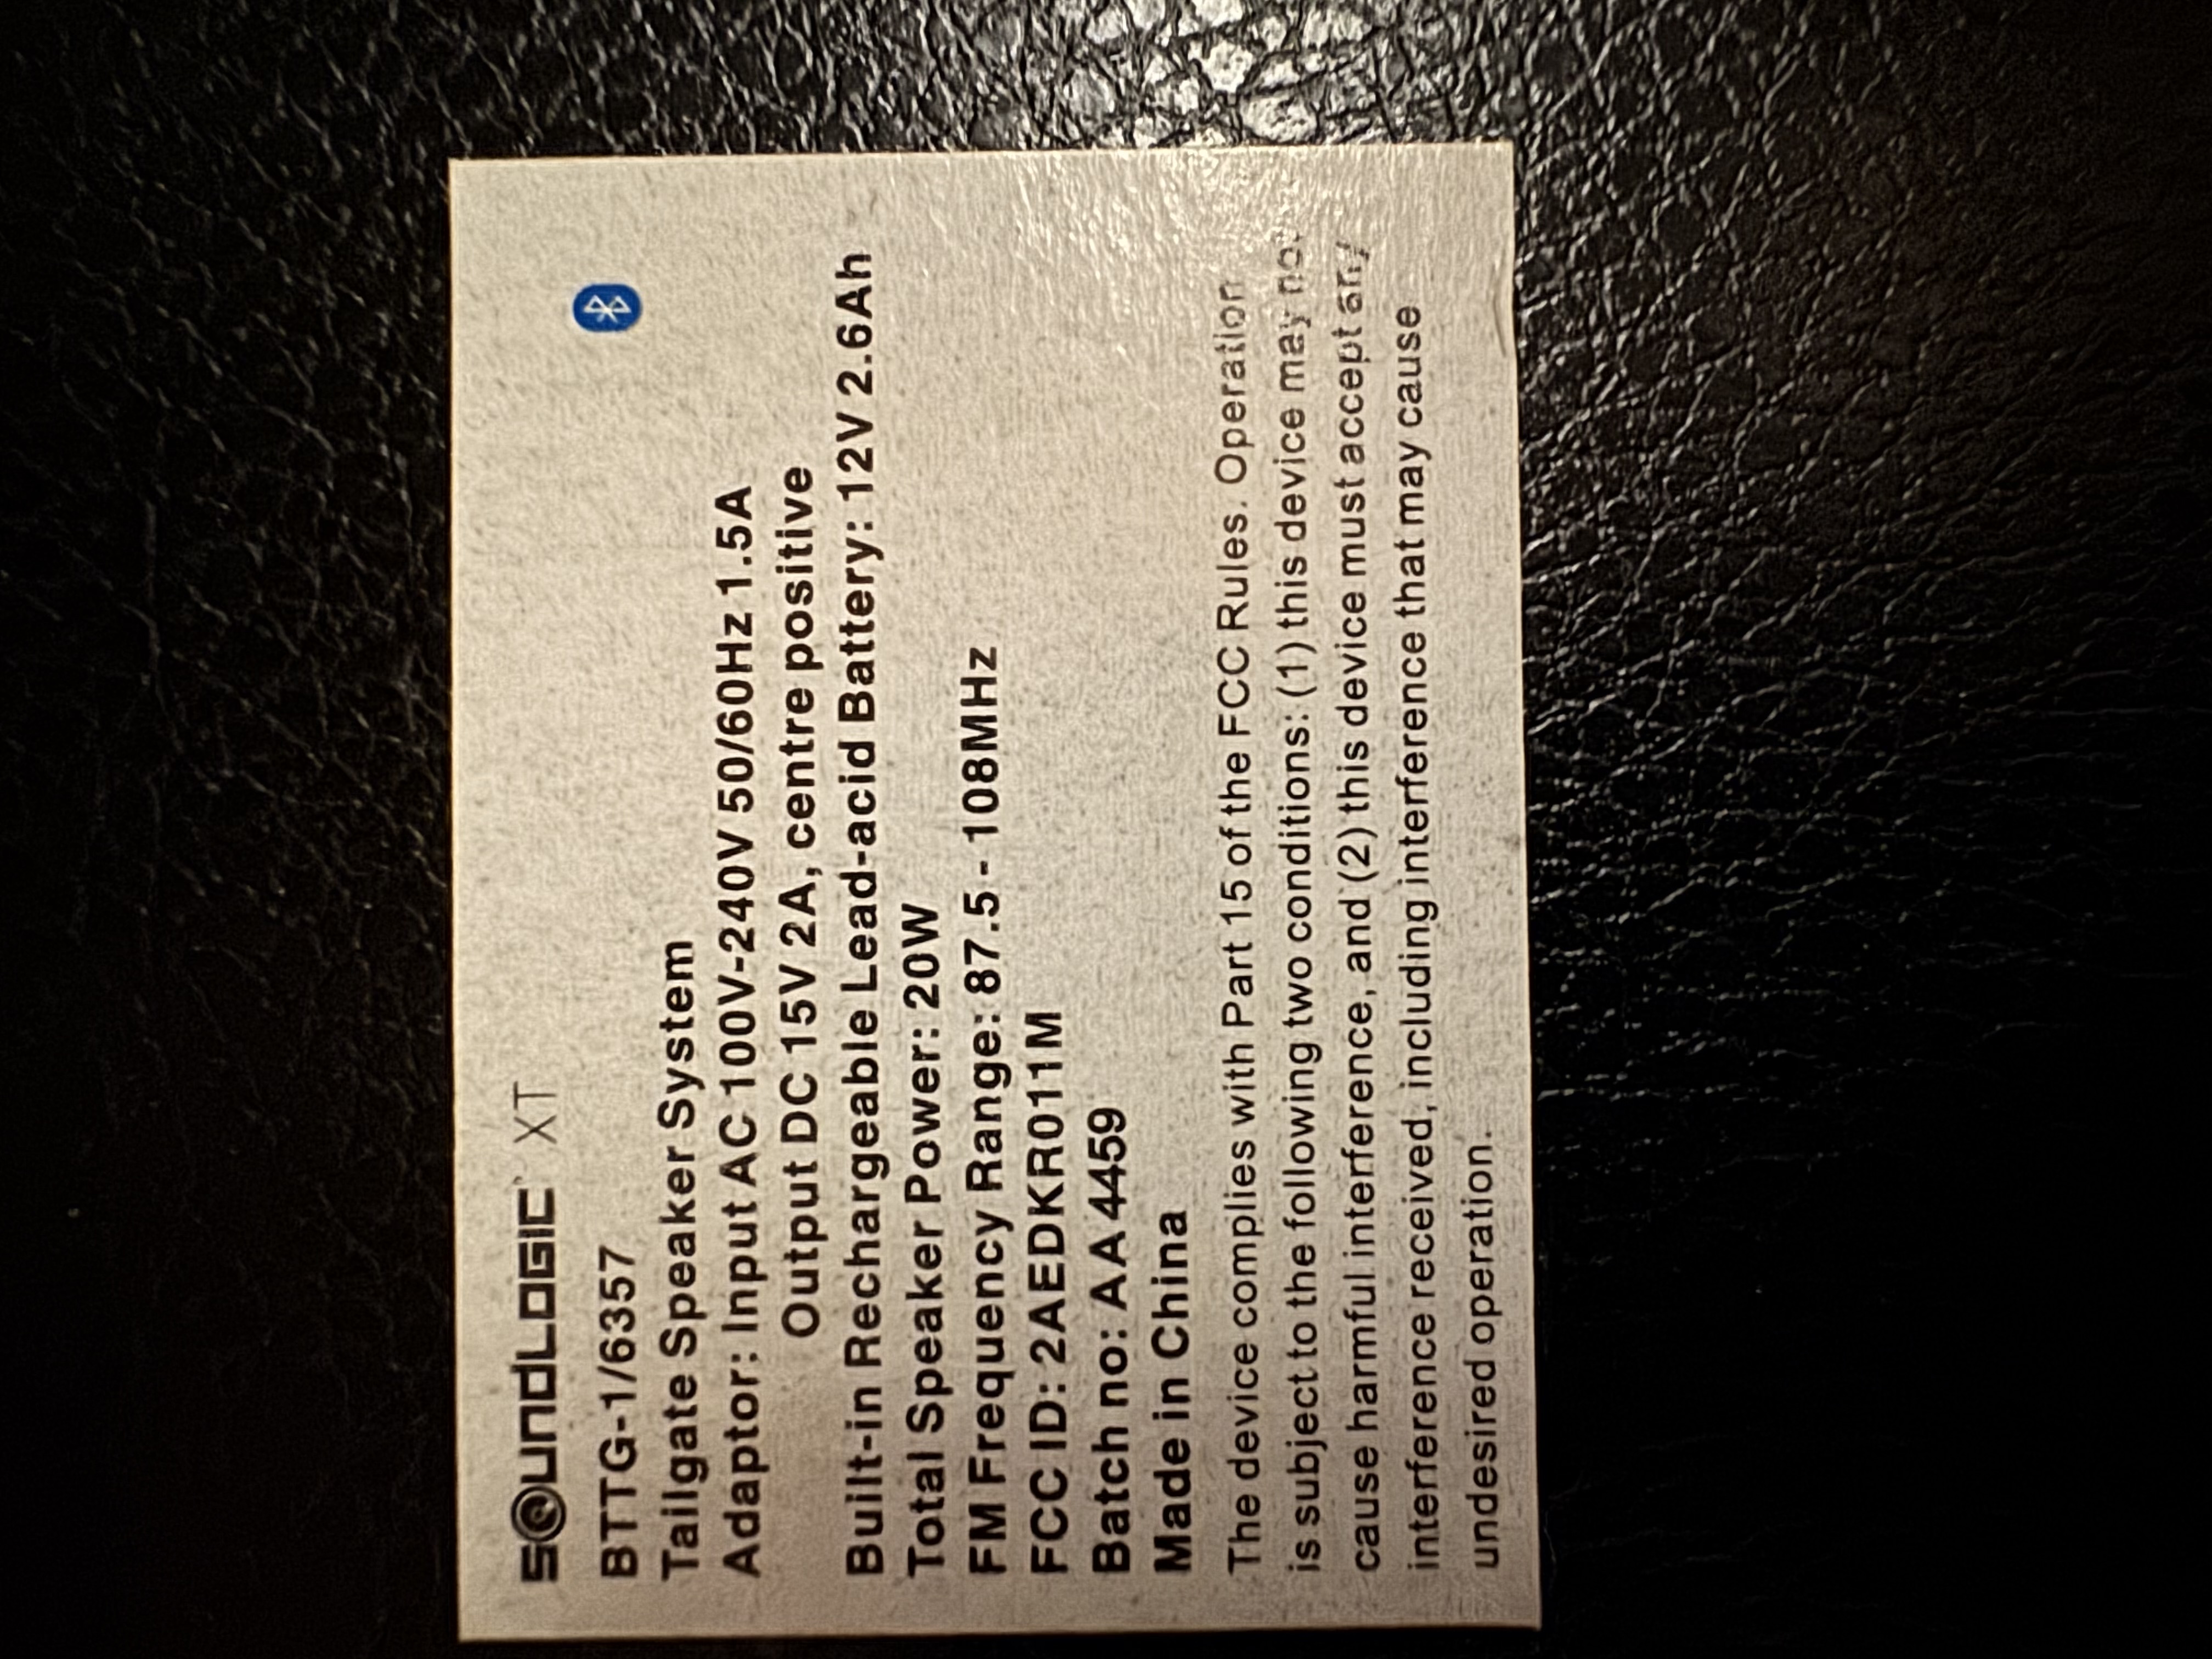 SOUNDLOGIC XT
BTTG-1/6357
Tailgate Speaker System
Adaptor: Input AC 100V-240V 50/60Hz 1.5A
Output DC 15V 2A, centre positive
Built-in Rechargeable Lead-acid Battery: 12V 2.6Ah
Total Speaker Power: 20W
FM Frequency Range: 87.5 - 108MHz
FCC ID: 2AEDKR011M
Batch no: AA4459
Made in China
The device complies with Part 15 of the FCC Rules. Operation
is subject to the following two conditions: (1) this device may not
cause harmful interference, and (2) this device must accept any
interference received, including interference that may cause
undesired operation.